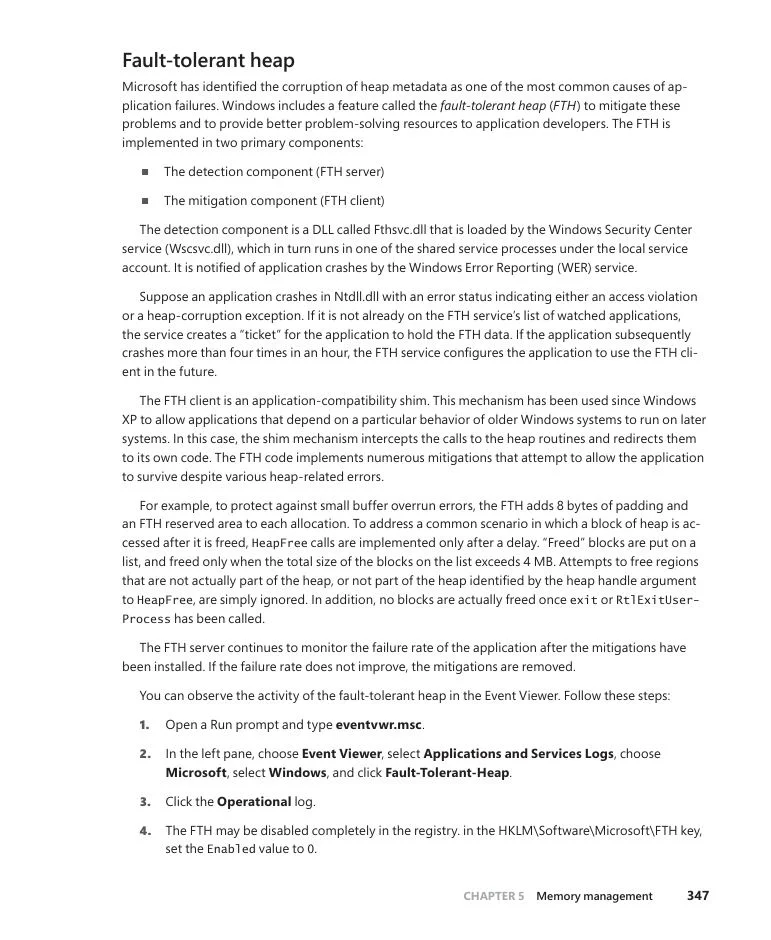 Fault-tolerant heap
Microsoft has identified the corruption of heap metadata as one of the most common causes of ap-
plication failures. Windows includes a feature called the fault-tolerant heap (FTH) to mitigate these
problems and to provide better problem-solving resources to application developers. The FTH is
implemented in two primary components:
■ The detection component (FTH server)
■ The mitigation component (FTH client)
The detection component is a DLL called Fthsvc.dll that is loaded by the Windows Security Center
service (Wscsvc.dll), which in turn runs in one of the shared service processes under the local service
account. It is notified of application crashes by the Windows Error Reporting (WER) service.
Suppose an application crashes in Ntdll.dll with an error status indicating either an access violation
or a heap-corruption exception. If it is not already on the FTH service's list of watched applications,
the service creates a "ticket" for the application to hold the FTH data. If the application subsequently
crashes more than four times in an hour, the FTH service configures the application to use the FTH cli-
ent in the future.
The FTH client is an application-compatibility shim. This mechanism has been used since Windows
XP to allow applications that depend on a particular behavior of older Windows systems to run on later
systems. In this case, the shim mechanism intercepts the calls to the heap routines and redirects them
to its own code. The FTH code implements numerous mitigations that attempt to allow the application
to survive despite various heap-related errors.
For example, to protect against small buffer overrun errors, the FTH adds 8 bytes of padding and
an FTH reserved area to each allocation. To address a common scenario in which a block of heap is ac-
cessed after it is freed, HeapFree calls are implemented only after a delay. "Freed" blocks are put on a
list, and freed only when the total size of the blocks on the list exceeds 4 MB. Attempts to free regions
that are not actually part of the heap, or not part of the heap identified by the heap handle argument
to HeapFree, are simply ignored. In addition, no blocks are actually freed once exit or RtlExitUser-
Process has been called.
The FTH server continues to monitor the failure rate of the application after the mitigations have
been installed. If the failure rate does not improve, the mitigations are removed.
You can observe the activity of the fault-tolerant heap in the Event Viewer. Follow these steps:
1. Open a Run prompt and type eventvwr.msc.
2. In the left pane, choose Event Viewer, select Applications and Services Logs, choose
Microsoft, select Windows, and click Fault-Tolerant-Heap.
3. Click the Operational log.
4. The FTH may be disabled completely in the registry. in the HKLM\Software\Microsoft\FTH key,
set the Enabled value to 0.
CHAPTER 5 Memory management 347